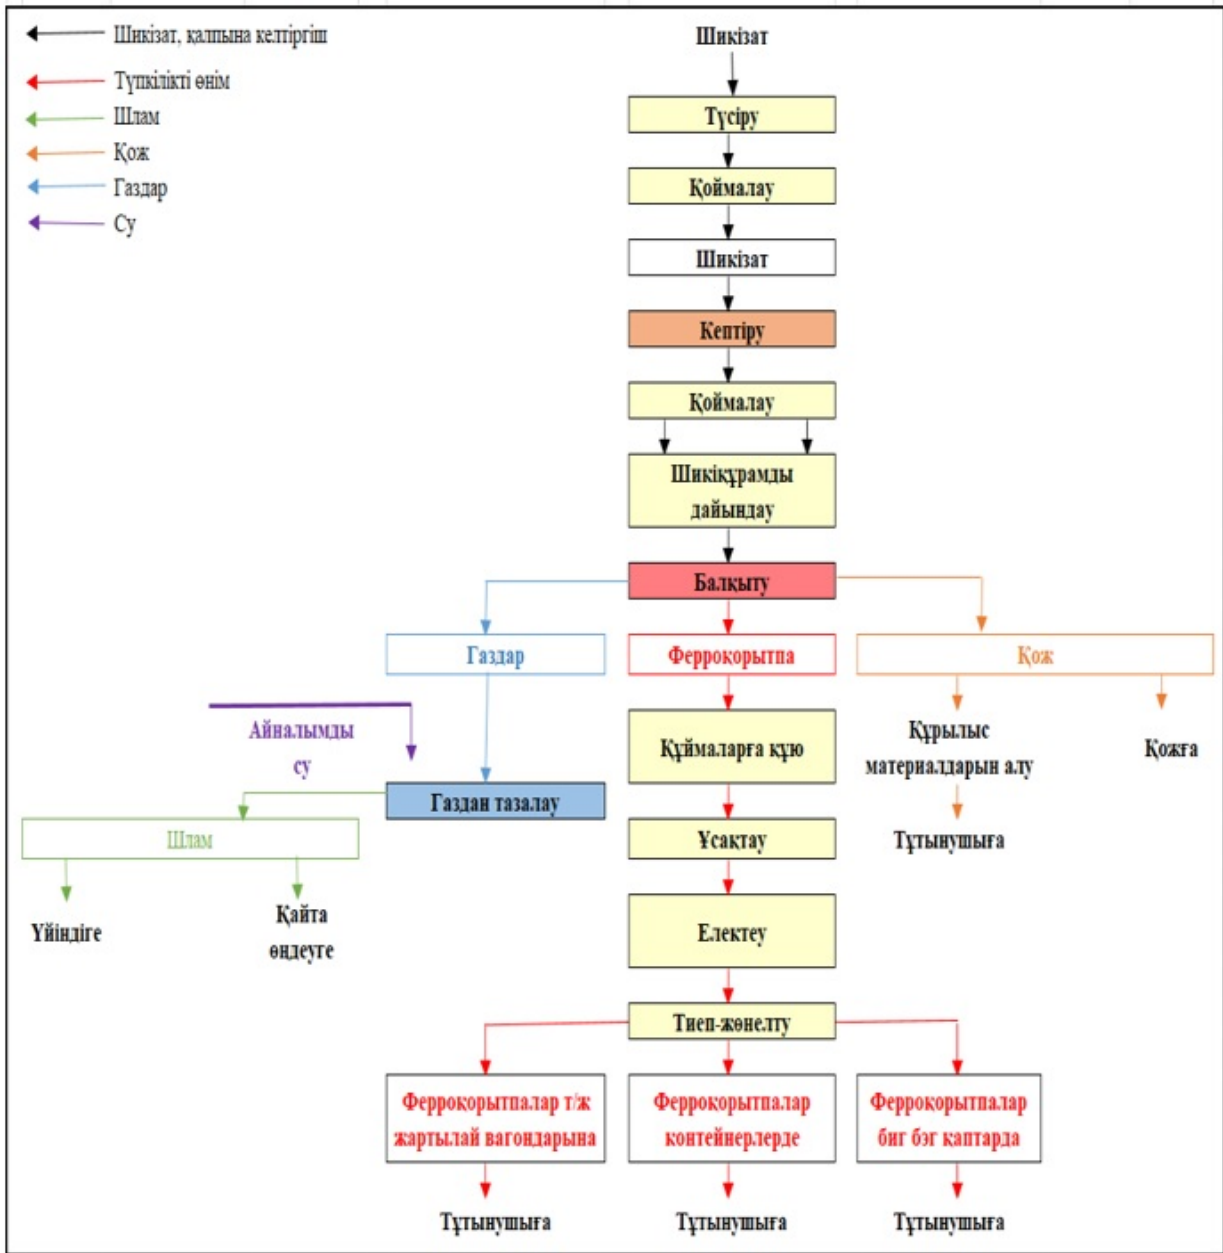 Шикізат, қалпына келтіргіш
Түпкілікті өнім
Шлам
Қож
Газдар
Су
Шикізат
Түсіру
Қоймалау
Шикізат
Кептіру
Қоймалау
Шикіқұрамды
дайындау
Балқыту
Газдар
Ферроқорытпа
Қож
Айналымды
су
Құймаларға құю
Құрылыс
материалдарын алу
Қожға
Газдан тазалау
Шлам
Ұсақтау
Тұтынушыға
Үйіндіге
Қайта
өңдеуге
Електеу
Тиеп-жөнелту
Ферроқорытпалар т/ж
жартылай вагондарына
Ферроқорытпалар
контейнерлерде
Ферроқорытпалар
биг бэг қаптарда
Тұтынушыға
Тұтынушыға
Тұтынушыға